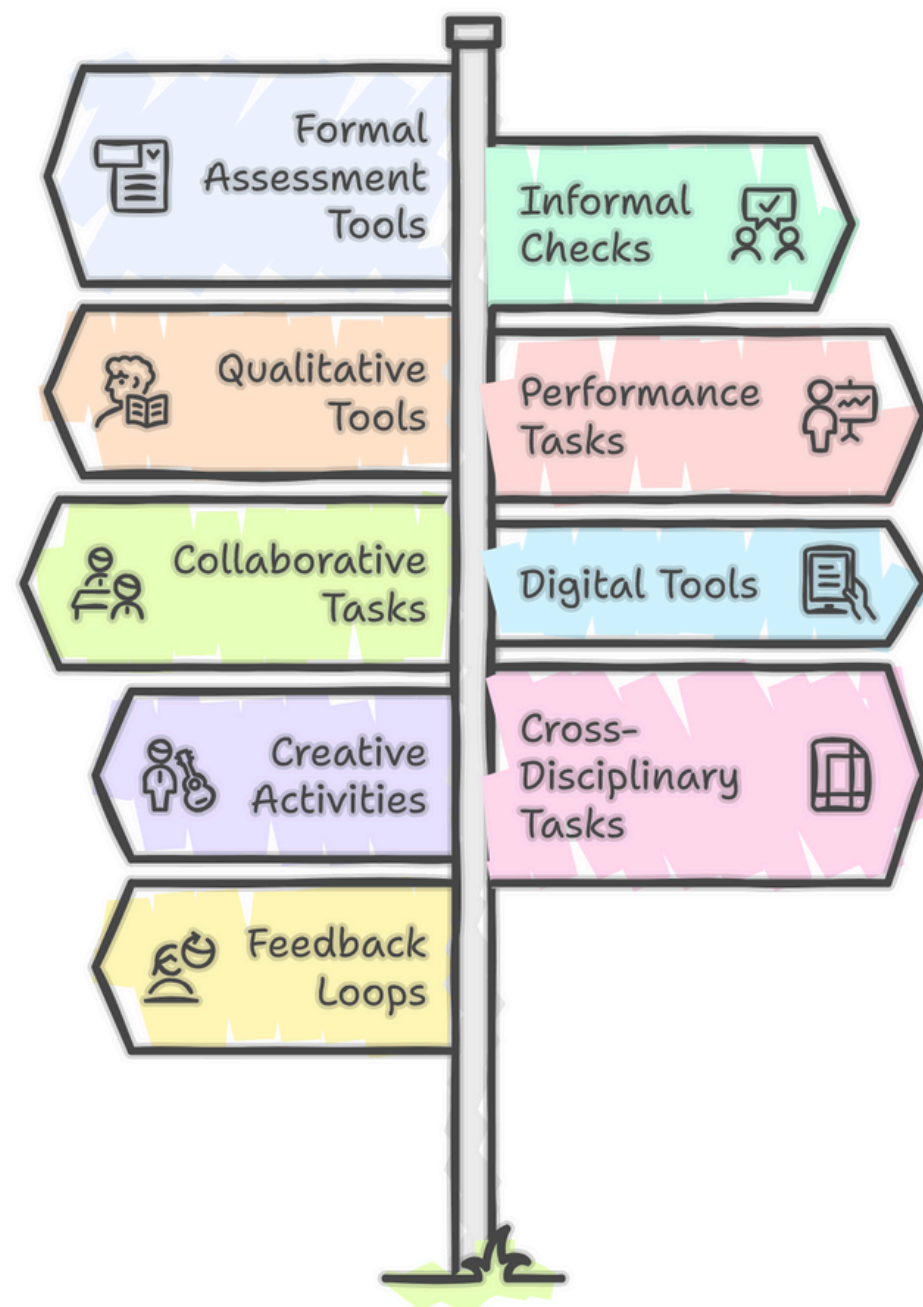 Formal
Assessment
Tools
Informal
Checks
Qualitative
Tools
Performance
Tasks
Collaborative
Tasks
Digital Tools
Creative
Activities
Cross-
Disciplinary
Tasks
Feedback
Loops